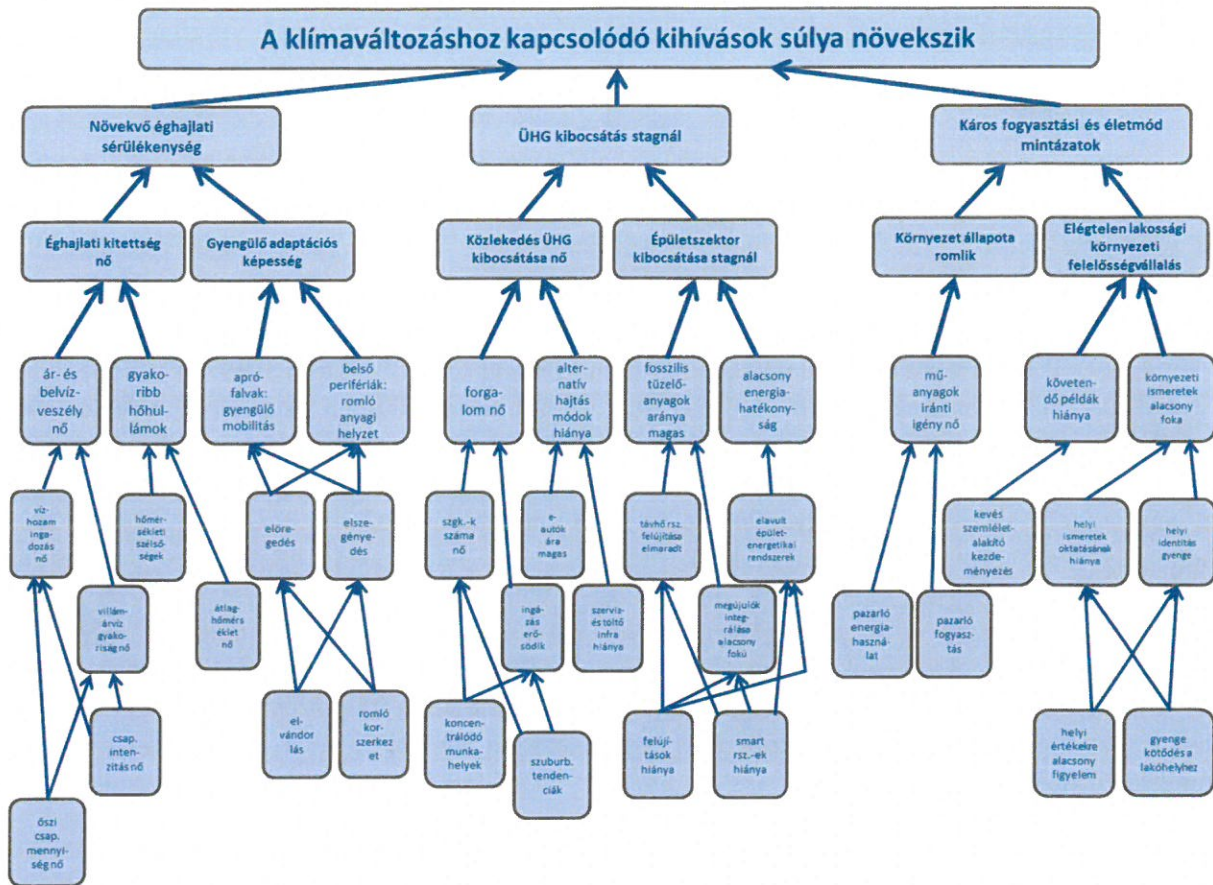 A klímaváltozáshoz kapcsolódó kihívások súlya növekszik
Növekvő éghajlati
sérülékenység
ÜHG kibocsátás stagnál
Káros fogyasztási és életmód
mintázatok
Éghajlati kitettség
nő
Gyengülő adaptációs
képesség
Közlekedés ÜHG
kibocsátása nő
Épületszektor
kibocsátása stagnál
Környezet állapota
romlik
Elégtelen lakossági
környezeti
felelősségvállalás
ár- és
belvíz-
veszély
nő
gyako-
ribb
hőhul-
lámok
apró-
falvak:
gyengülő
mobilitás
belső
perifériák:
romló
anyagi
helyzet
forga-
lom nő
alter-
natív
hajtás
módok
hiánya
fosszilis
tüzelő-
anyagok
aránya
magas
alacsony
energia-
hatékony-
ság
mű-
anyagok
iránti
igény nő
követen-
dő példák
hiánya
környezeti
ismeretek
alacsony
foka
víz-
hozam
inga-
dozás
nő
hőmér-
sékleti
szélső-
ségek
elöre-
gedés
elsze-
génye-
dés
szgk.-k
száma
nő
e-
autók
ára
magas
távhő rsz.
felújítása
elmaradt
elavult
épület-
energetikai
rendszerek
kevés
szemlélet-
alakító
kezde-
ményezés
helyi
ismeretek
oktatásának
hiánya
helyi
identitás
gyenge
villám-
árvíz
gyako-
riság nő
átlag-
hőmérs
éklet
nő
ingá-
zás
erő-
södik
szerviz-
és töltő
infra
hiánya
megújulók
integ-
rálása
alacsony
fokú
pazarló
energia-
haszná-
lat
pazarló
fogyasz-
tás
csap.
inten-
zitás nő
el-
vándor
lás
romló
kor-
szerkez
et
koncent-
trálódó
munka-
helyek
szuburb.
tenden-
ciák
felújí-
tások
hiánya
smart
rsz.-ek
hiánya
helyi
értékekre
alacsony
figyelem
gyenge
kötődés a
lakóhelyhez
őszi
csap.
mennyi-
ség nő